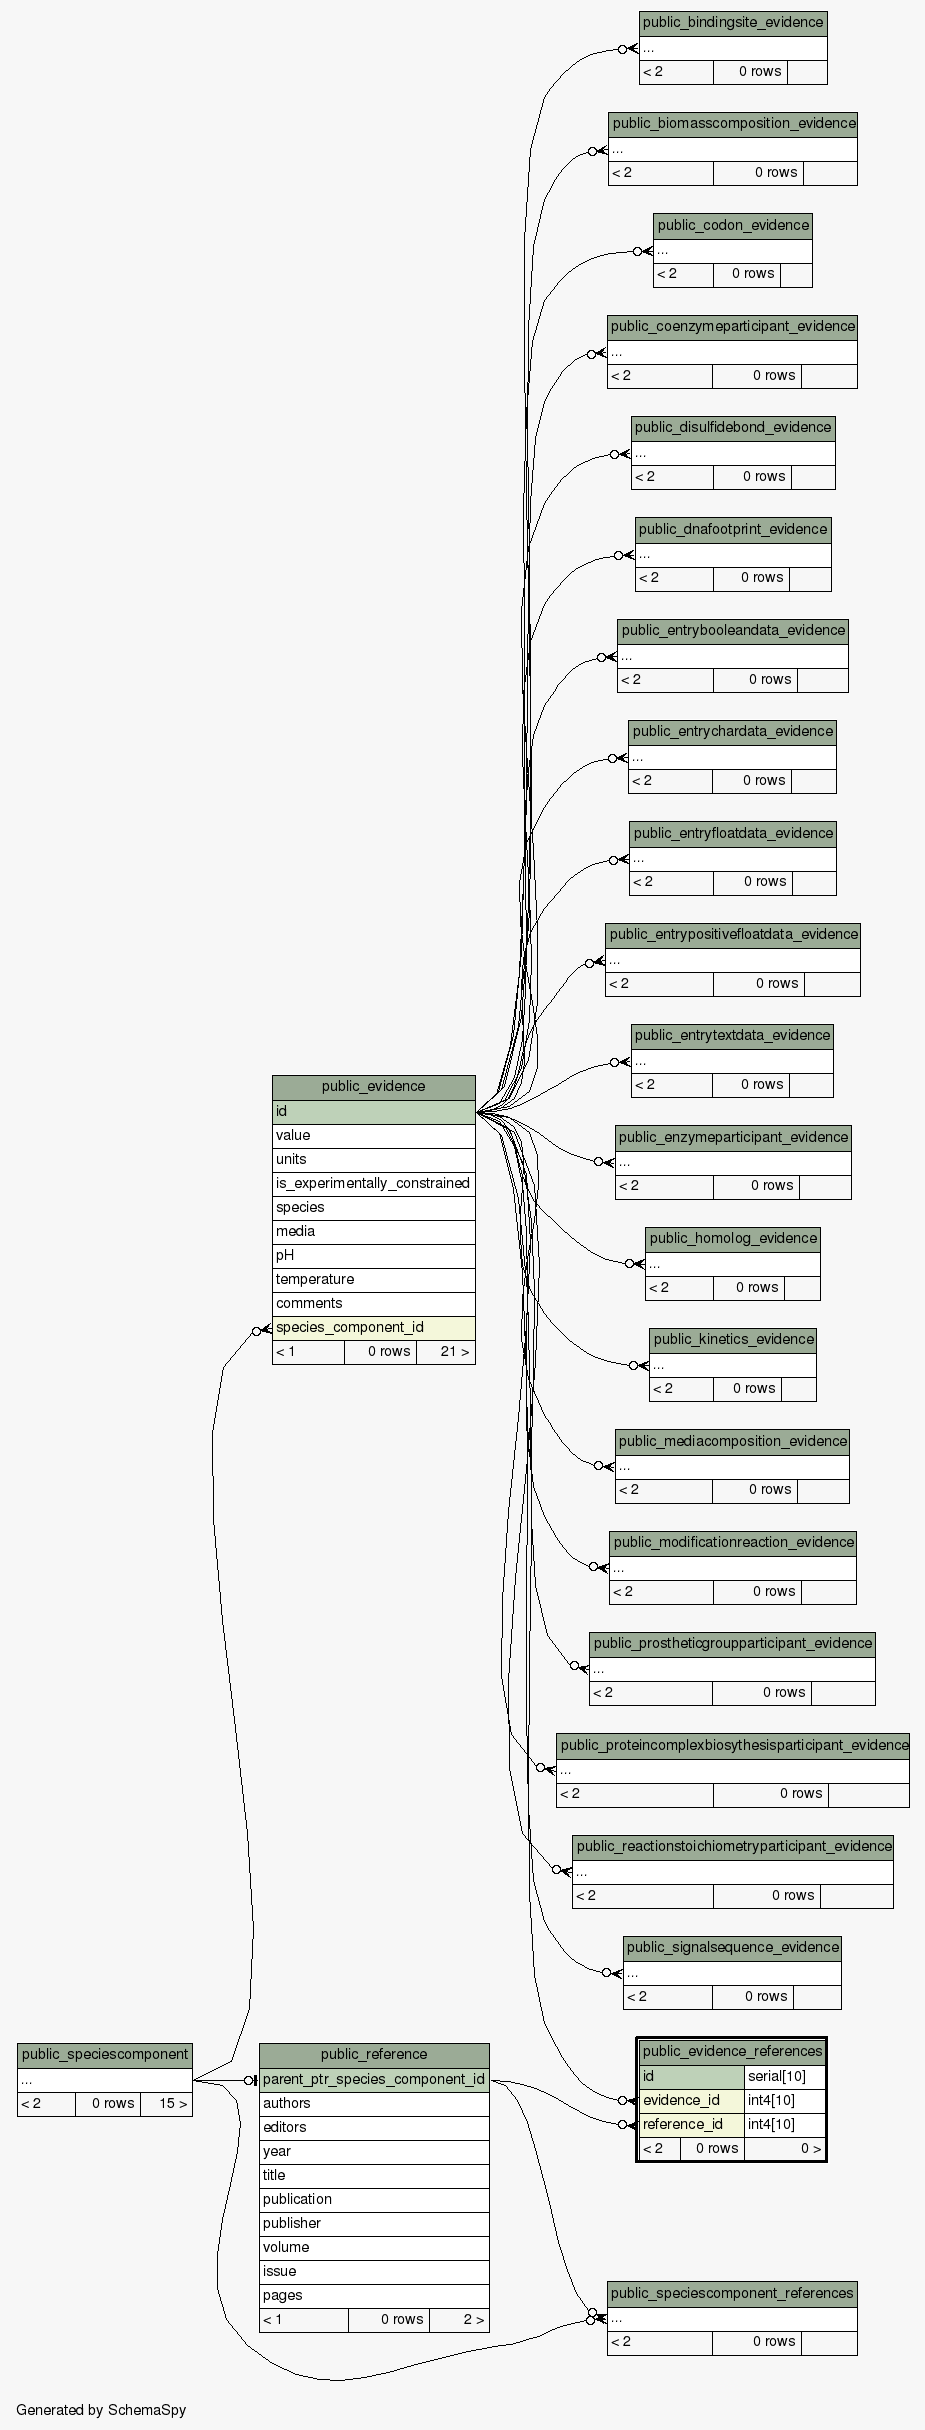 public_bindingsite_evidence
...
< 2 0 rows
public_biomasscomposition_evidence
...
< 2 0 rows
public_codon_evidence
...
< 2 0 rows
public_coenzymeparticipant_evidence
...
< 2 0 rows
public_disulfidebond_evidence
...
< 2 0 rows
public_dnafootprint_evidence
...
< 2 0 rows
public_entrybooleandata_evidence
...
< 2 0 rows
public_entrychardata_evidence
...
< 2 0 rows
public_entryfloatdata_evidence
...
< 2 0 rows
public_entrypositivefloatdata_evidence
...
< 2 0 rows
public_entrytextdata_evidence
...
< 2 0 rows
public_evidence
id
value
units
is_experimentally_constrained
species
media
pH
temperature
comments
species_component_id
< 1 0 rows 21 >
public_enzymeparticipant_evidence
...
< 2 0 rows
public_homolog_evidence
...
< 2 0 rows
public_kinetics_evidence
...
< 2 0 rows
public_mediacomposition_evidence
...
< 2 0 rows
public_modificationreaction_evidence
...
< 2 0 rows
public_prostheticgroupparticipant_evidence
...
< 2 0 rows
public_proteincomplexbiosythesisparticipant_evidence
...
< 2 0 rows
public_reactionstoichiometryparticipant_evidence
...
< 2 0 rows
public_signalsequence_evidence
...
< 2 0 rows
public_speciescomponent
...
< 2 0 rows 15 >
public_reference
parent_ptr_species_component_id
authors
editors
year
title
publication
publisher
volume
issue
pages
< 1 0 rows 2 >
public_evidence_references
id serial[10]
evidence_id int4[10]
reference_id int4[10]
< 2 0 rows 0 >
public_speciescomponent_references
...
< 2 0 rows
Generated by SchemaSpy